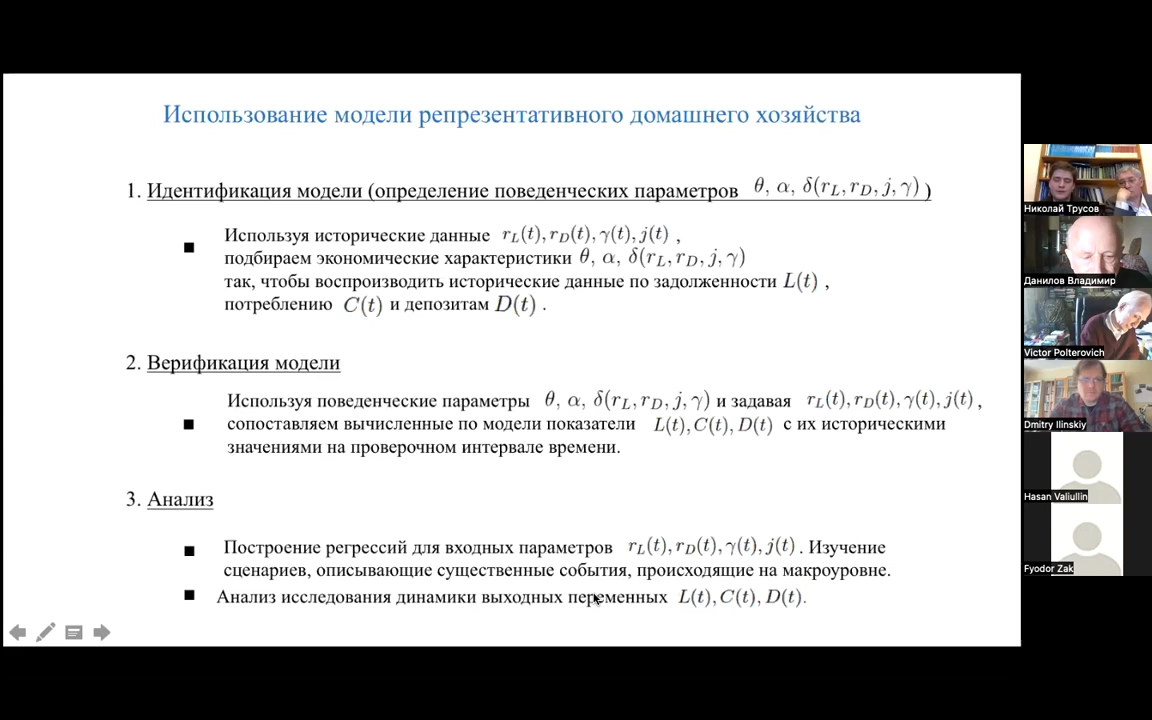 Использование модели репрезентативного домашнего хозяйства
1. Идентификация модели (определение поведенческих параметров θ, α, δ(r_L, r_D, j, γ) )
■ Используя исторические данные r_L(t), r_D(t), γ(t), j(t) ,
подбираем экономические характеристики θ, α, δ(r_L, r_D, j, γ)
так, чтобы воспроизводить исторические данные по задолженности L(t) ,
потреблению C(t) и депозитам D(t) .
2. Верификация модели
Используя поведенческие параметры θ, α, δ(r_L, r_D, j, γ) и задавая r_L(t), r_D(t), γ(t), j(t) ,
■ сопоставляем вычисленные по модели показатели L(t), C(t), D(t) с их историческими
значениями на проверочном интервале времени.
3. Анализ
■ Построение регрессий для входных параметров r_L(t), r_D(t), γ(t), j(t) . Изучение
сценариев, описывающие существенные события, происходящие на макроуровне.
■ Анализ исследования динамики выходных переменных L(t), C(t), D(t).
Николай Трусов
Данилов Владимир
Victor Polterovich
Dmitry Ilinskiy
Hasan Valiullin
Fyodor Zak